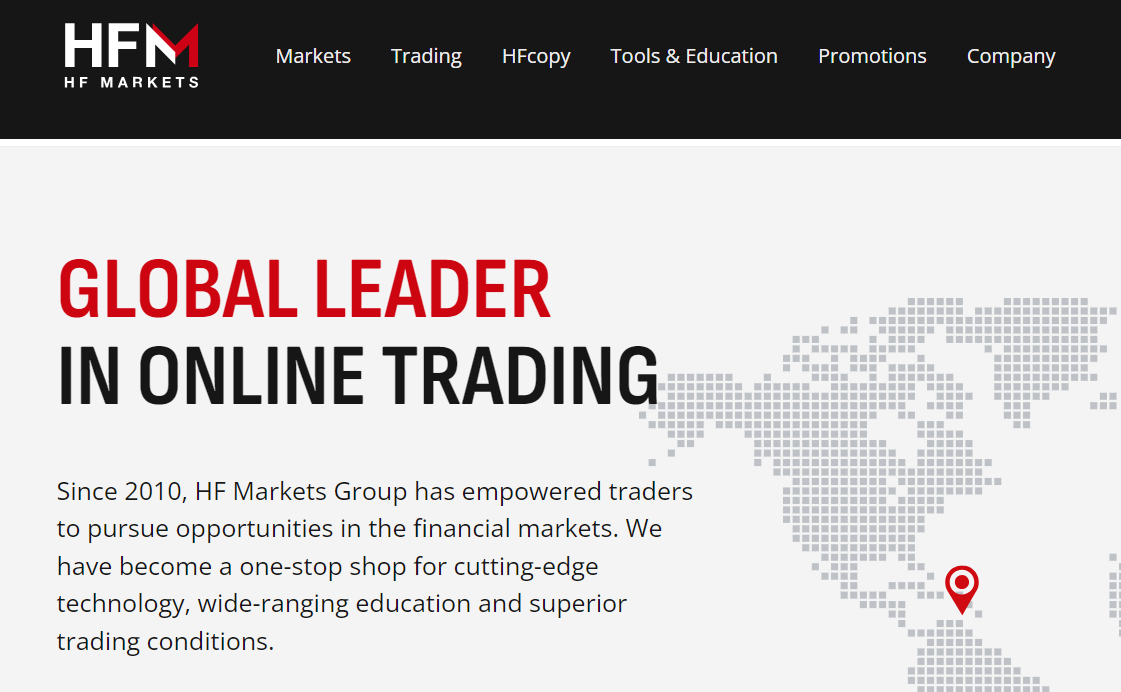 HFM
HF MARKETS
Markets Trading HFcopy Tools & Education Promotions Company
GLOBAL LEADER
IN ONLINE TRADING
Since 2010, HF Markets Group has empowered traders
to pursue opportunities in the financial markets. We
have become a one-stop shop for cutting-edge
technology, wide-ranging education and superior
trading conditions.